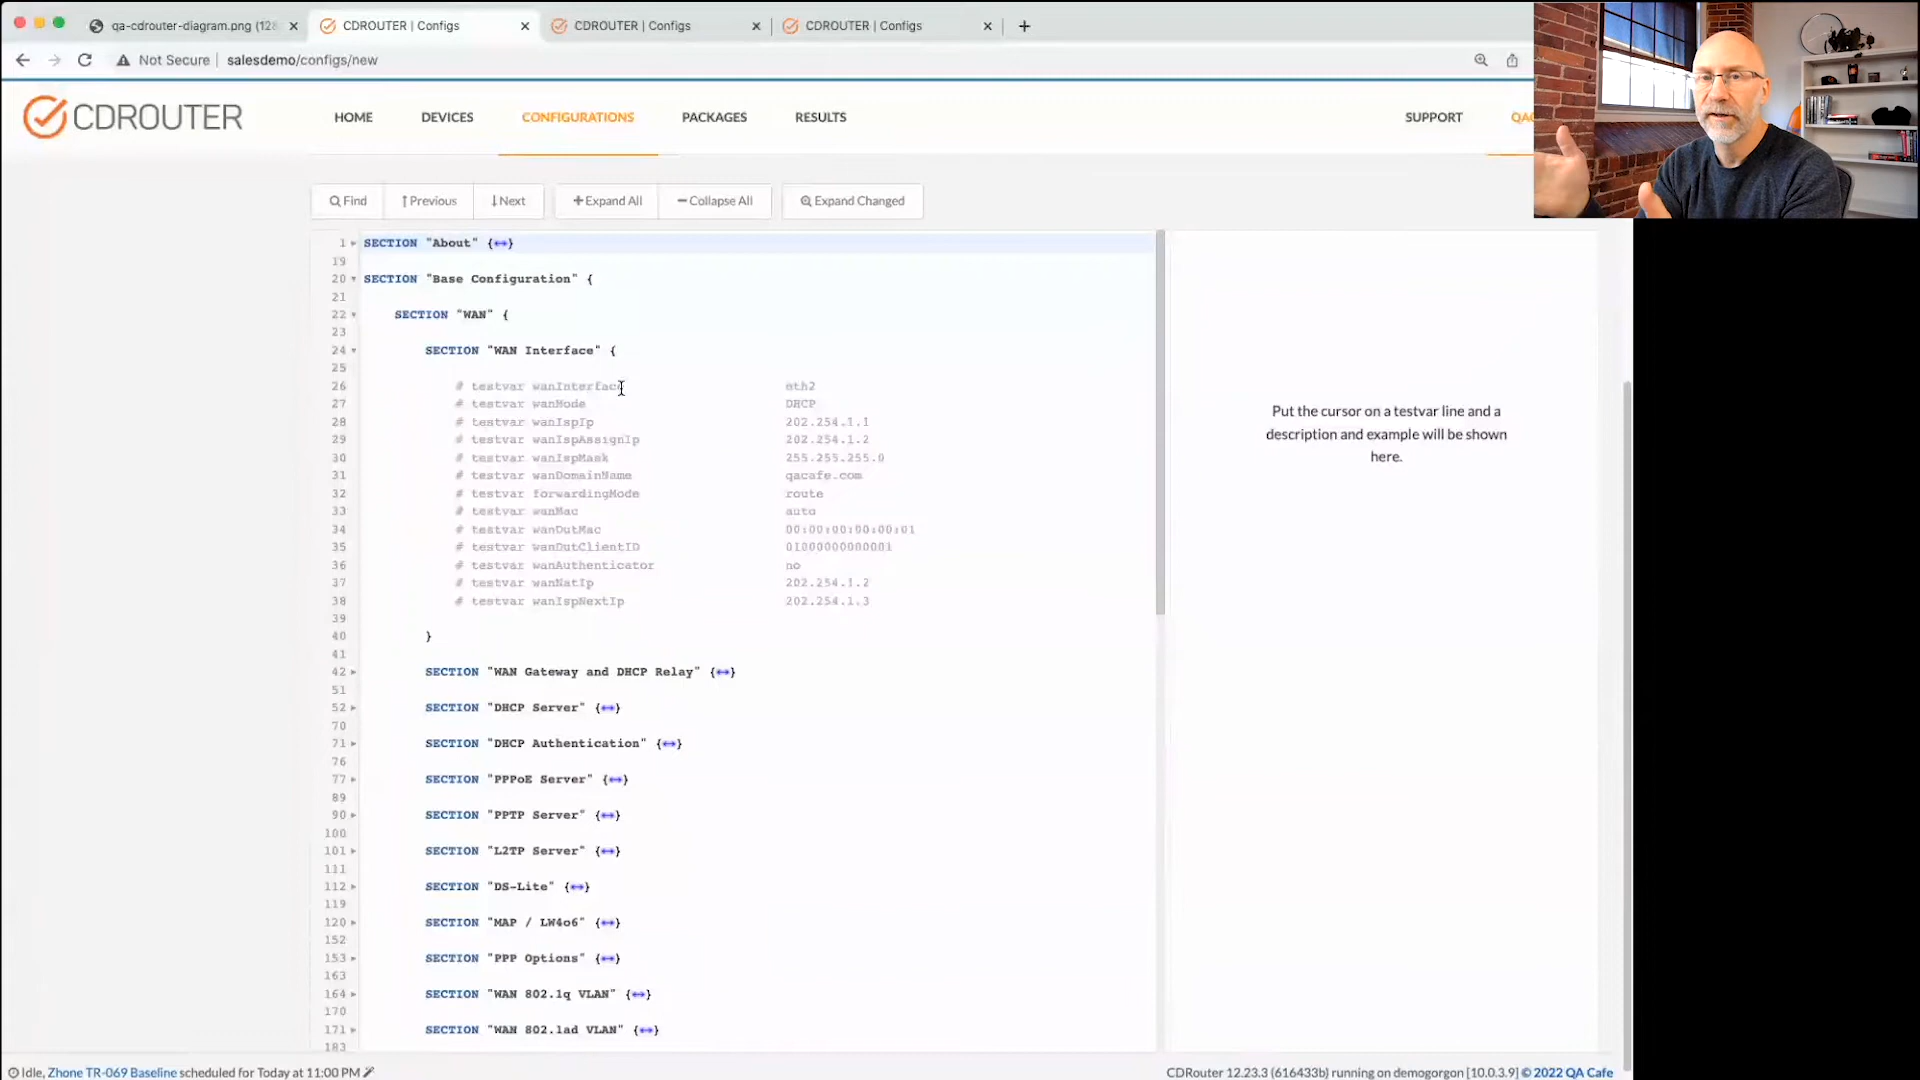 qa-cdrouter-diagram.png (128
CDROUTER | Configs
CDROUTER | Configs
CDROUTER | Configs
Not Secure
salesdemo/configs/new
CDROUTER
HOME
DEVICES
CONFIGURATIONS
PACKAGES
RESULTS
SUPPORT
Find
Previous
Next
Expand All
Collapse All
Expand Changed
1 SECTION "About" {↔}
19
20 SECTION "Base Configuration" {
21
22 SECTION "WAN" {
23
24 SECTION "WAN Interface" {
25
26 # testvar wanInterface eth2
27 # testvar wanMode DHCP
28 # testvar wanIspIp 202.254.1.1
29 # testvar wanIspAssignIp 202.254.1.2
30 # testvar wanIspMask 255.255.255.0
31 # testvar wanDomainName qacafe.com
32 # testvar forwardingMode route
33 # testvar wanMac auto
34 # testvar wanDutMac 00:00:00:00:00:01
35 # testvar wanDutClientID 01000000000001
36 # testvar wanAuthenticator no
37 # testvar wanNatIp 202.254.1.2
38 # testvar wanIspNextIp 202.254.1.3
39
40 }
41
42 SECTION "WAN Gateway and DHCP Relay" {↔}
51
52 SECTION "DHCP Server" {↔}
70
71 SECTION "DHCP Authentication" {↔}
76
77 SECTION "PPPoE Server" {↔}
89
90 SECTION "PPTP Server" {↔}
100
101 SECTION "L2TP Server" {↔}
111
112 SECTION "DS-Lite" {↔}
119
120 SECTION "MAP / LW4o6" {↔}
152
153 SECTION "PPP Options" {↔}
163
164 SECTION "WAN 802.1q VLAN" {↔}
170
171 SECTION "WAN 802.1ad VLAN" {↔}
183
Put the cursor on a testvar line and a
description and example will be shown
here.
Idle, Zhone TR-069 Baseline scheduled for Today at 11:00 PM
CDRouter 12.23.3 (616433b) running on demogorgon [10.0.3.9] © 2022 QA Cafe